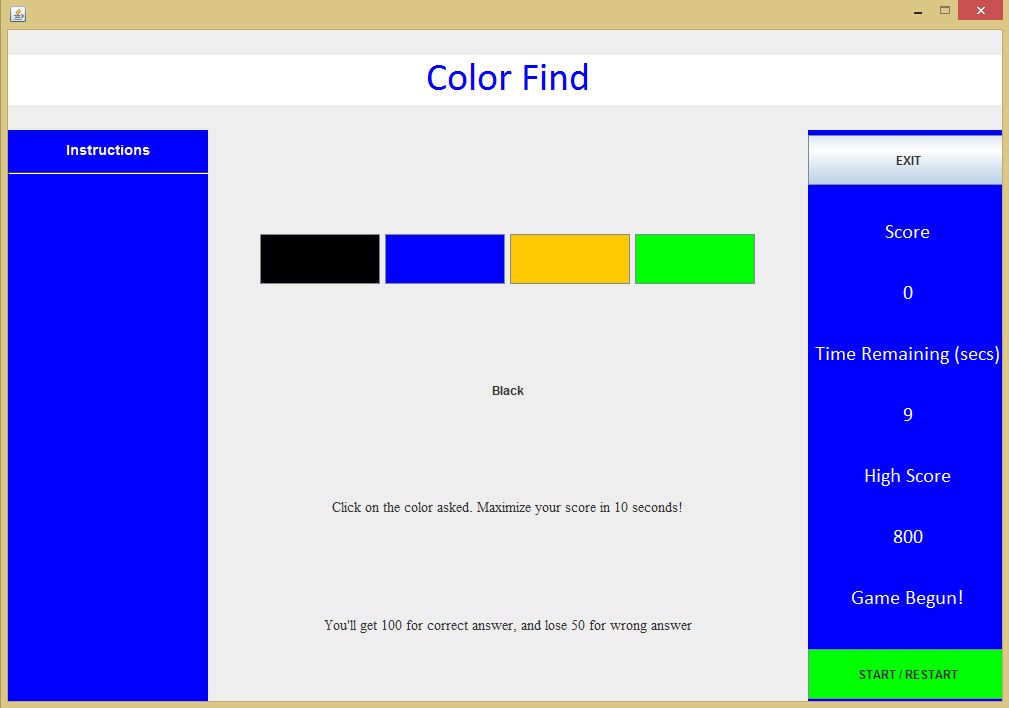 Color Find
Instructions
EXIT
Score
0
Time Remaining (secs)
9
High Score
800
Game Begun!
START / RESTART
Black
Click on the color asked. Maximize your score in 10 seconds!
You'll get 100 for correct answer, and lose 50 for wrong answer